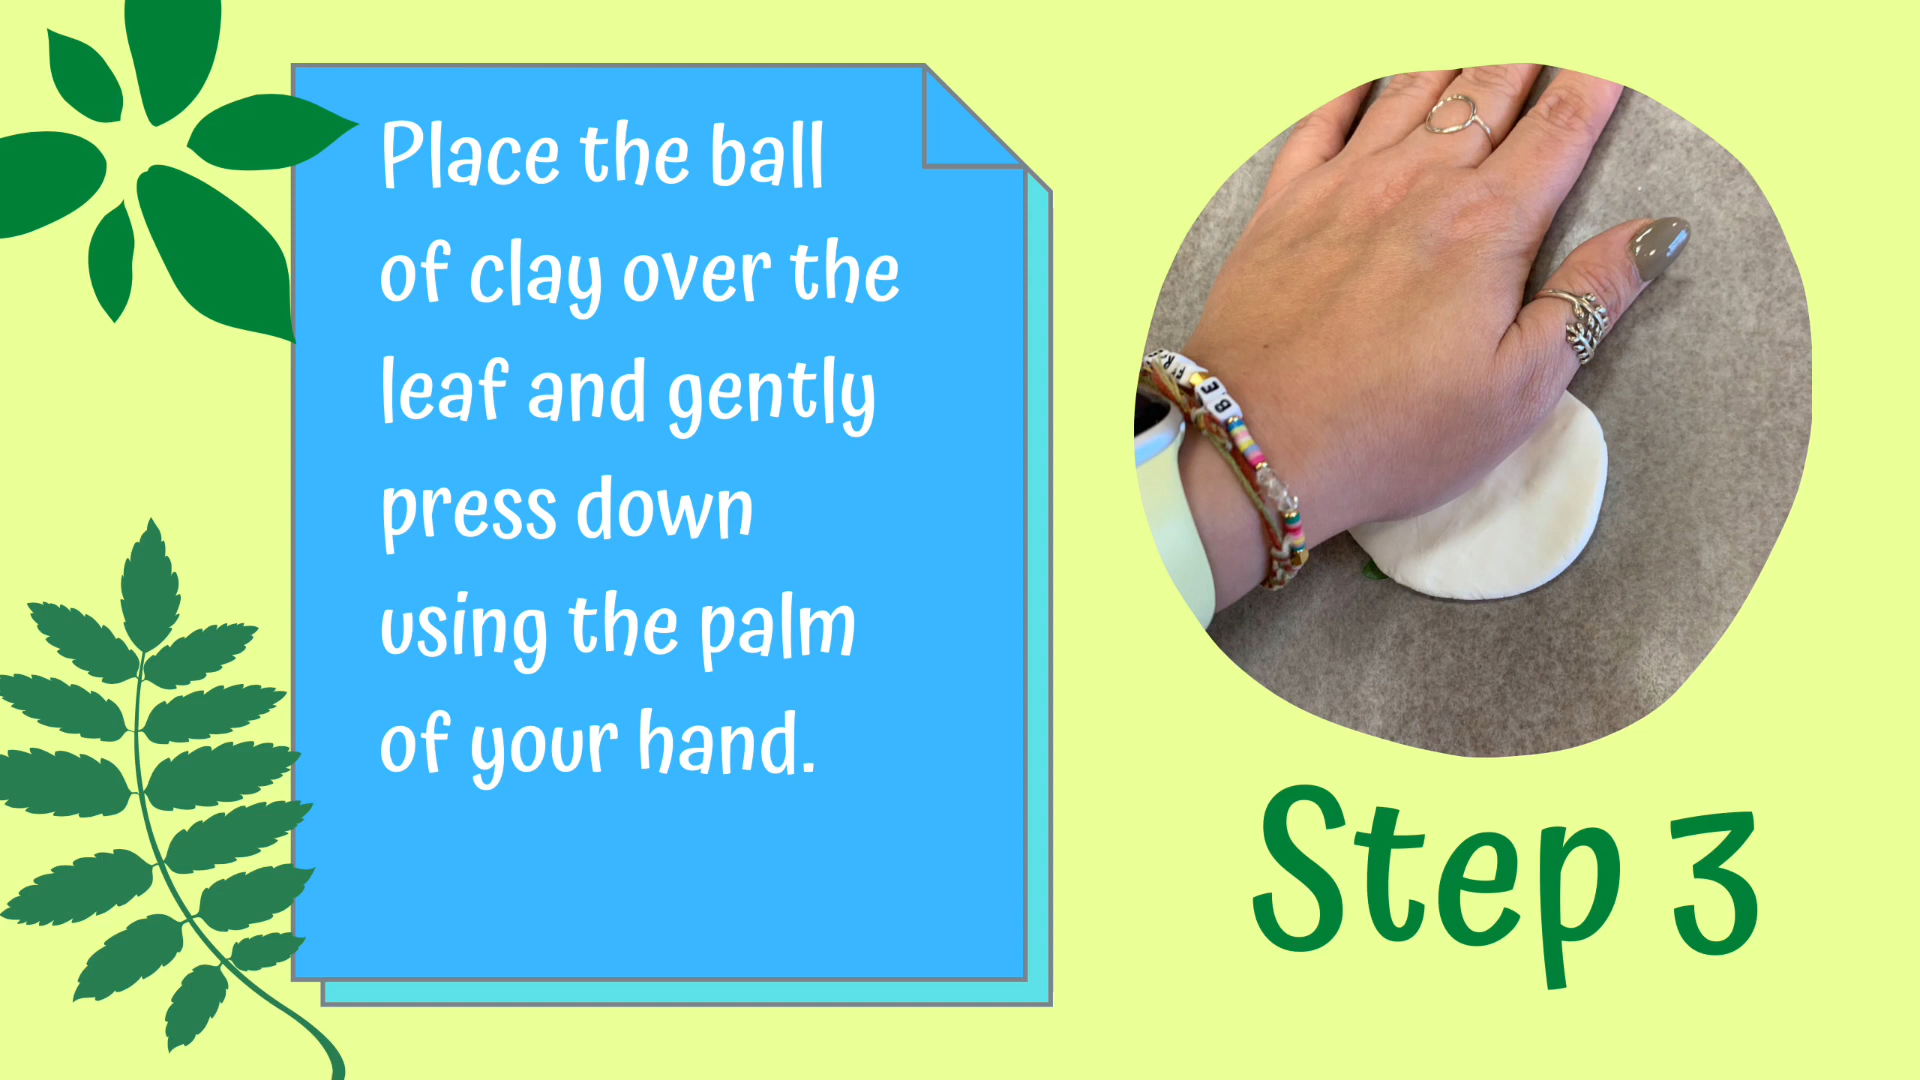 Place the ball
of clay over the
leaf and gently
press down
using the palm
of your hand.
BE
Step 3